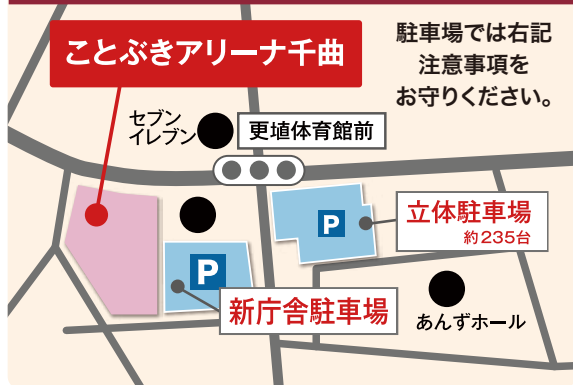 ことぶきアリーナ千曲
駐車場では右記
注意事項を
お守りください。
セブン
イレブン
更埴体育館前
P
立体駐車場
約235台
P
新庁舎駐車場
あんずホール